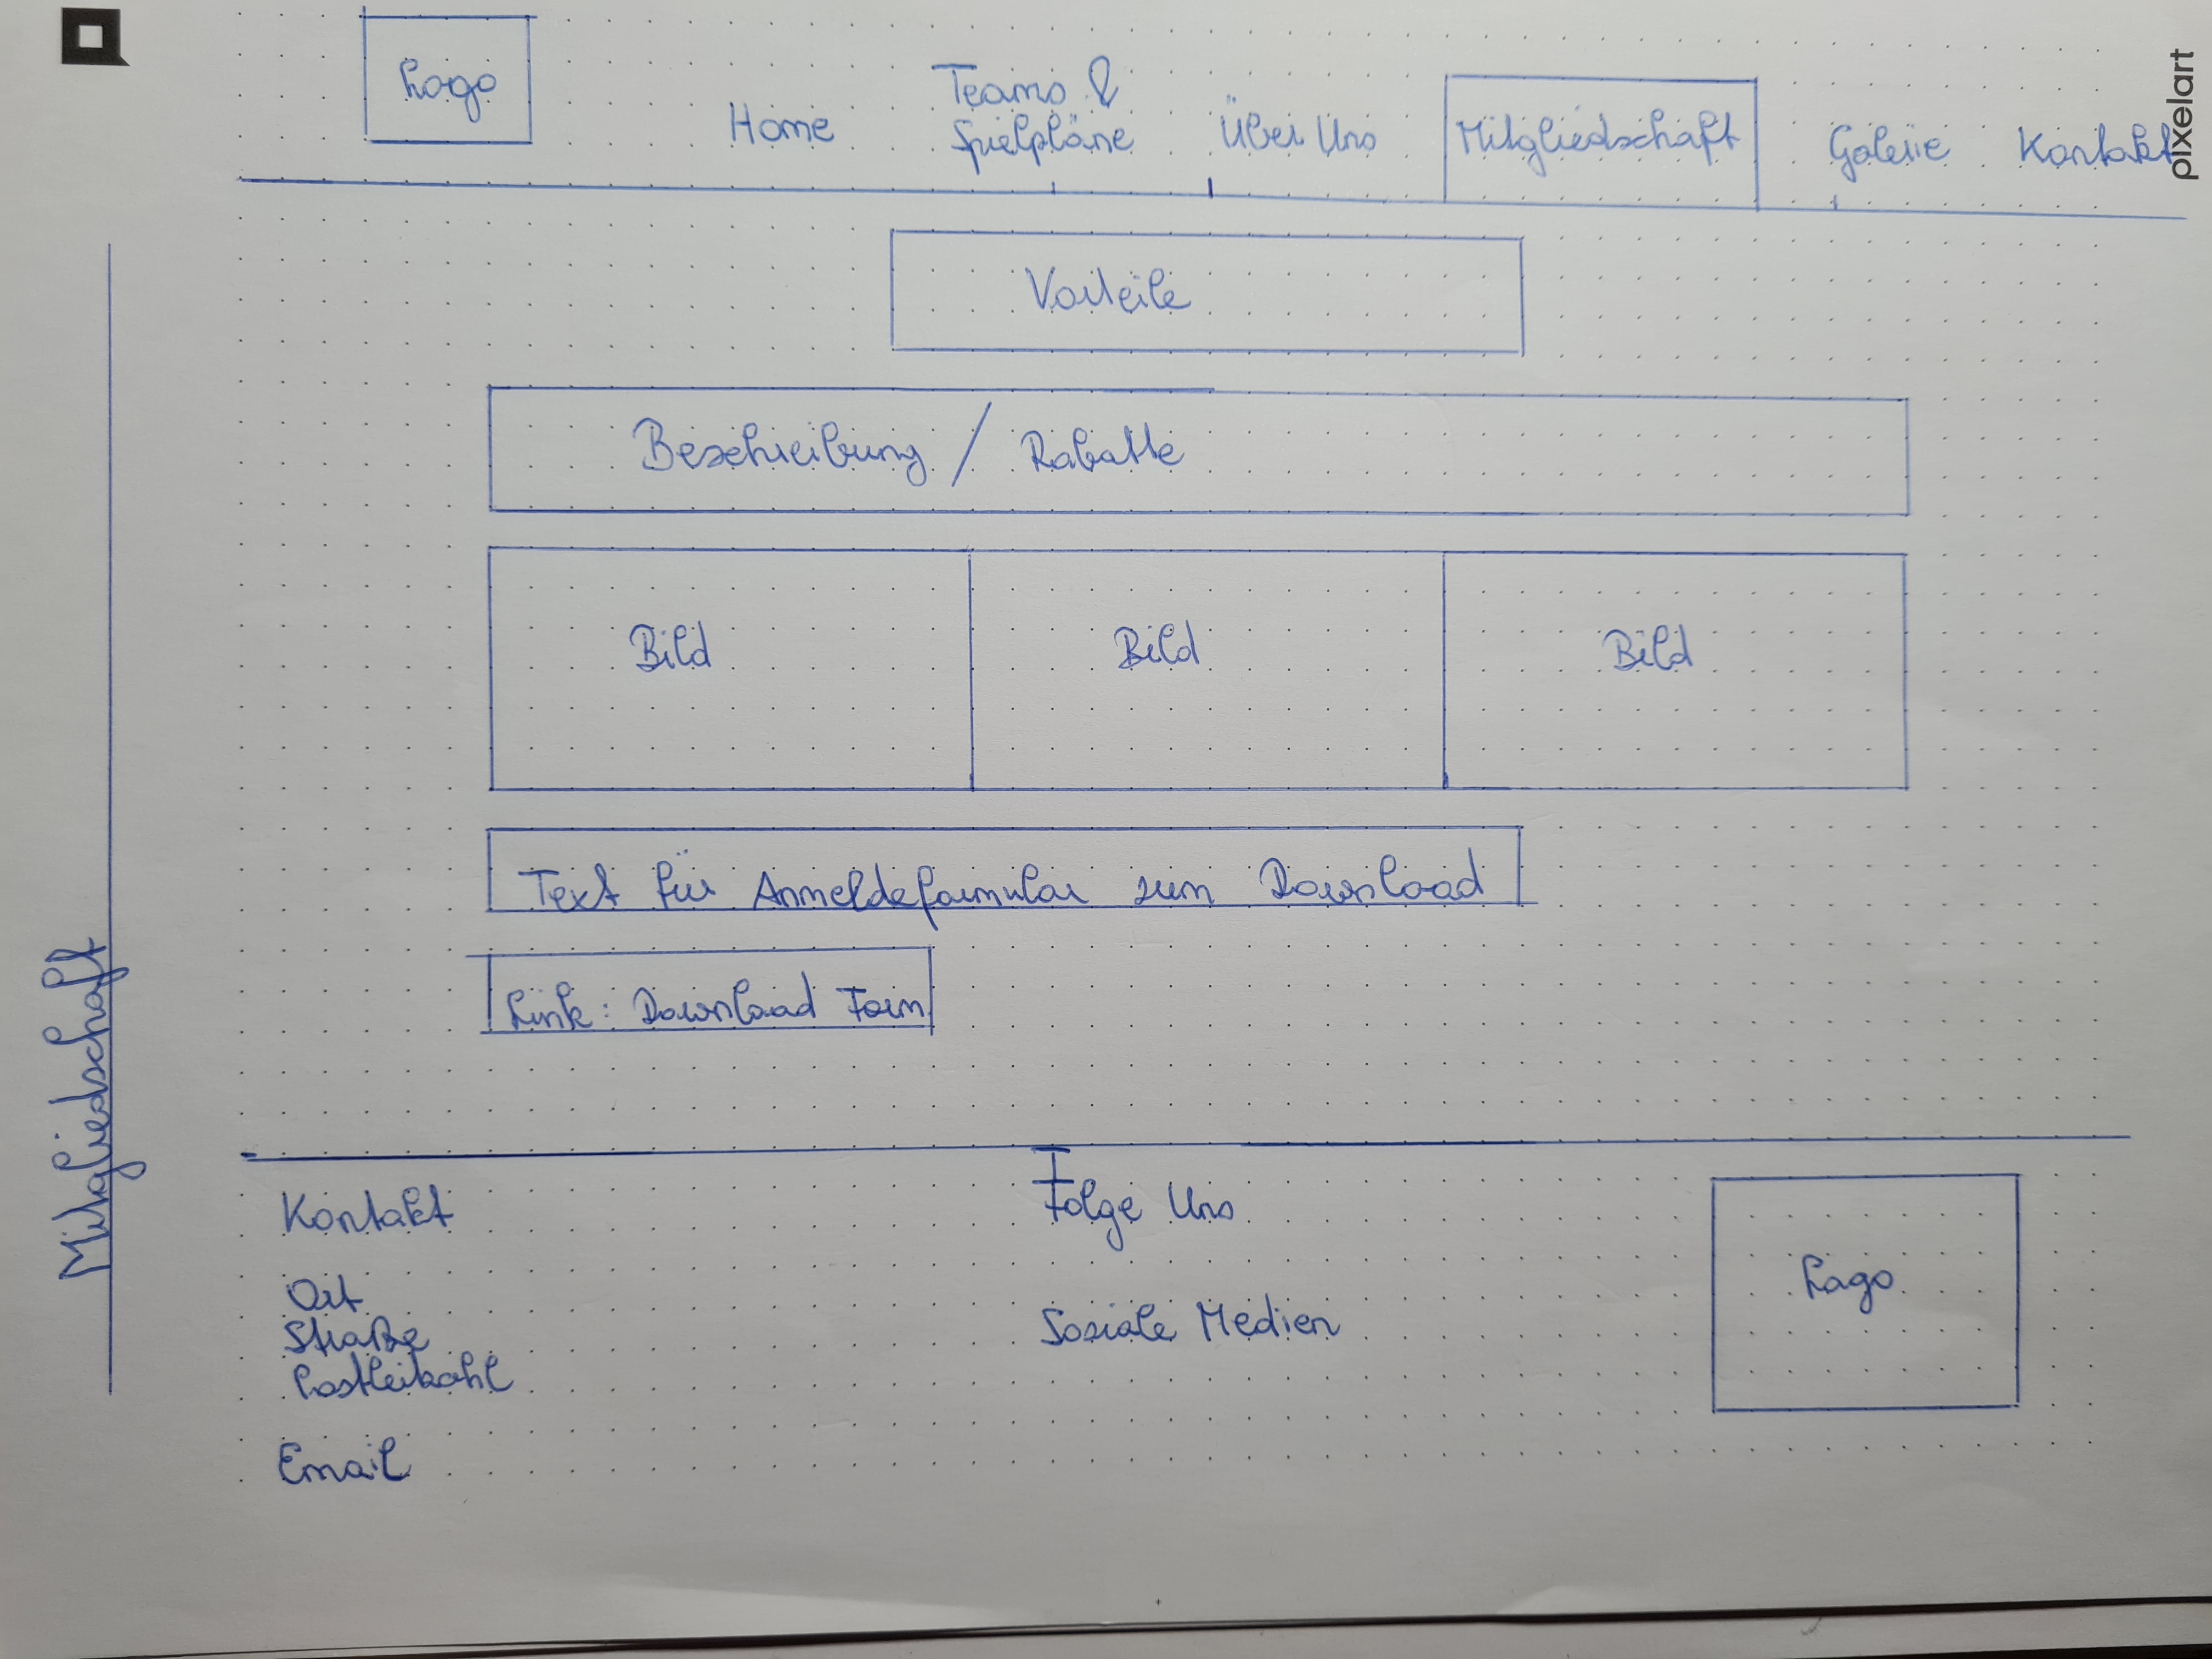 Logo
Home
Teams &
Spielpläne
Über Uns
Mitgliedschaft
Galerie
Kontakt
pixelart
Vorteile
Beschreibung / Rabatte
Bild
Bild
Bild
Text für Anmeldeformular zum Download
Link: Download Form
Mitgliedschaft
Kontakt
Ort
Straße
Postleitzahl
Email
Folge Uns
Soziale Medien
Logo